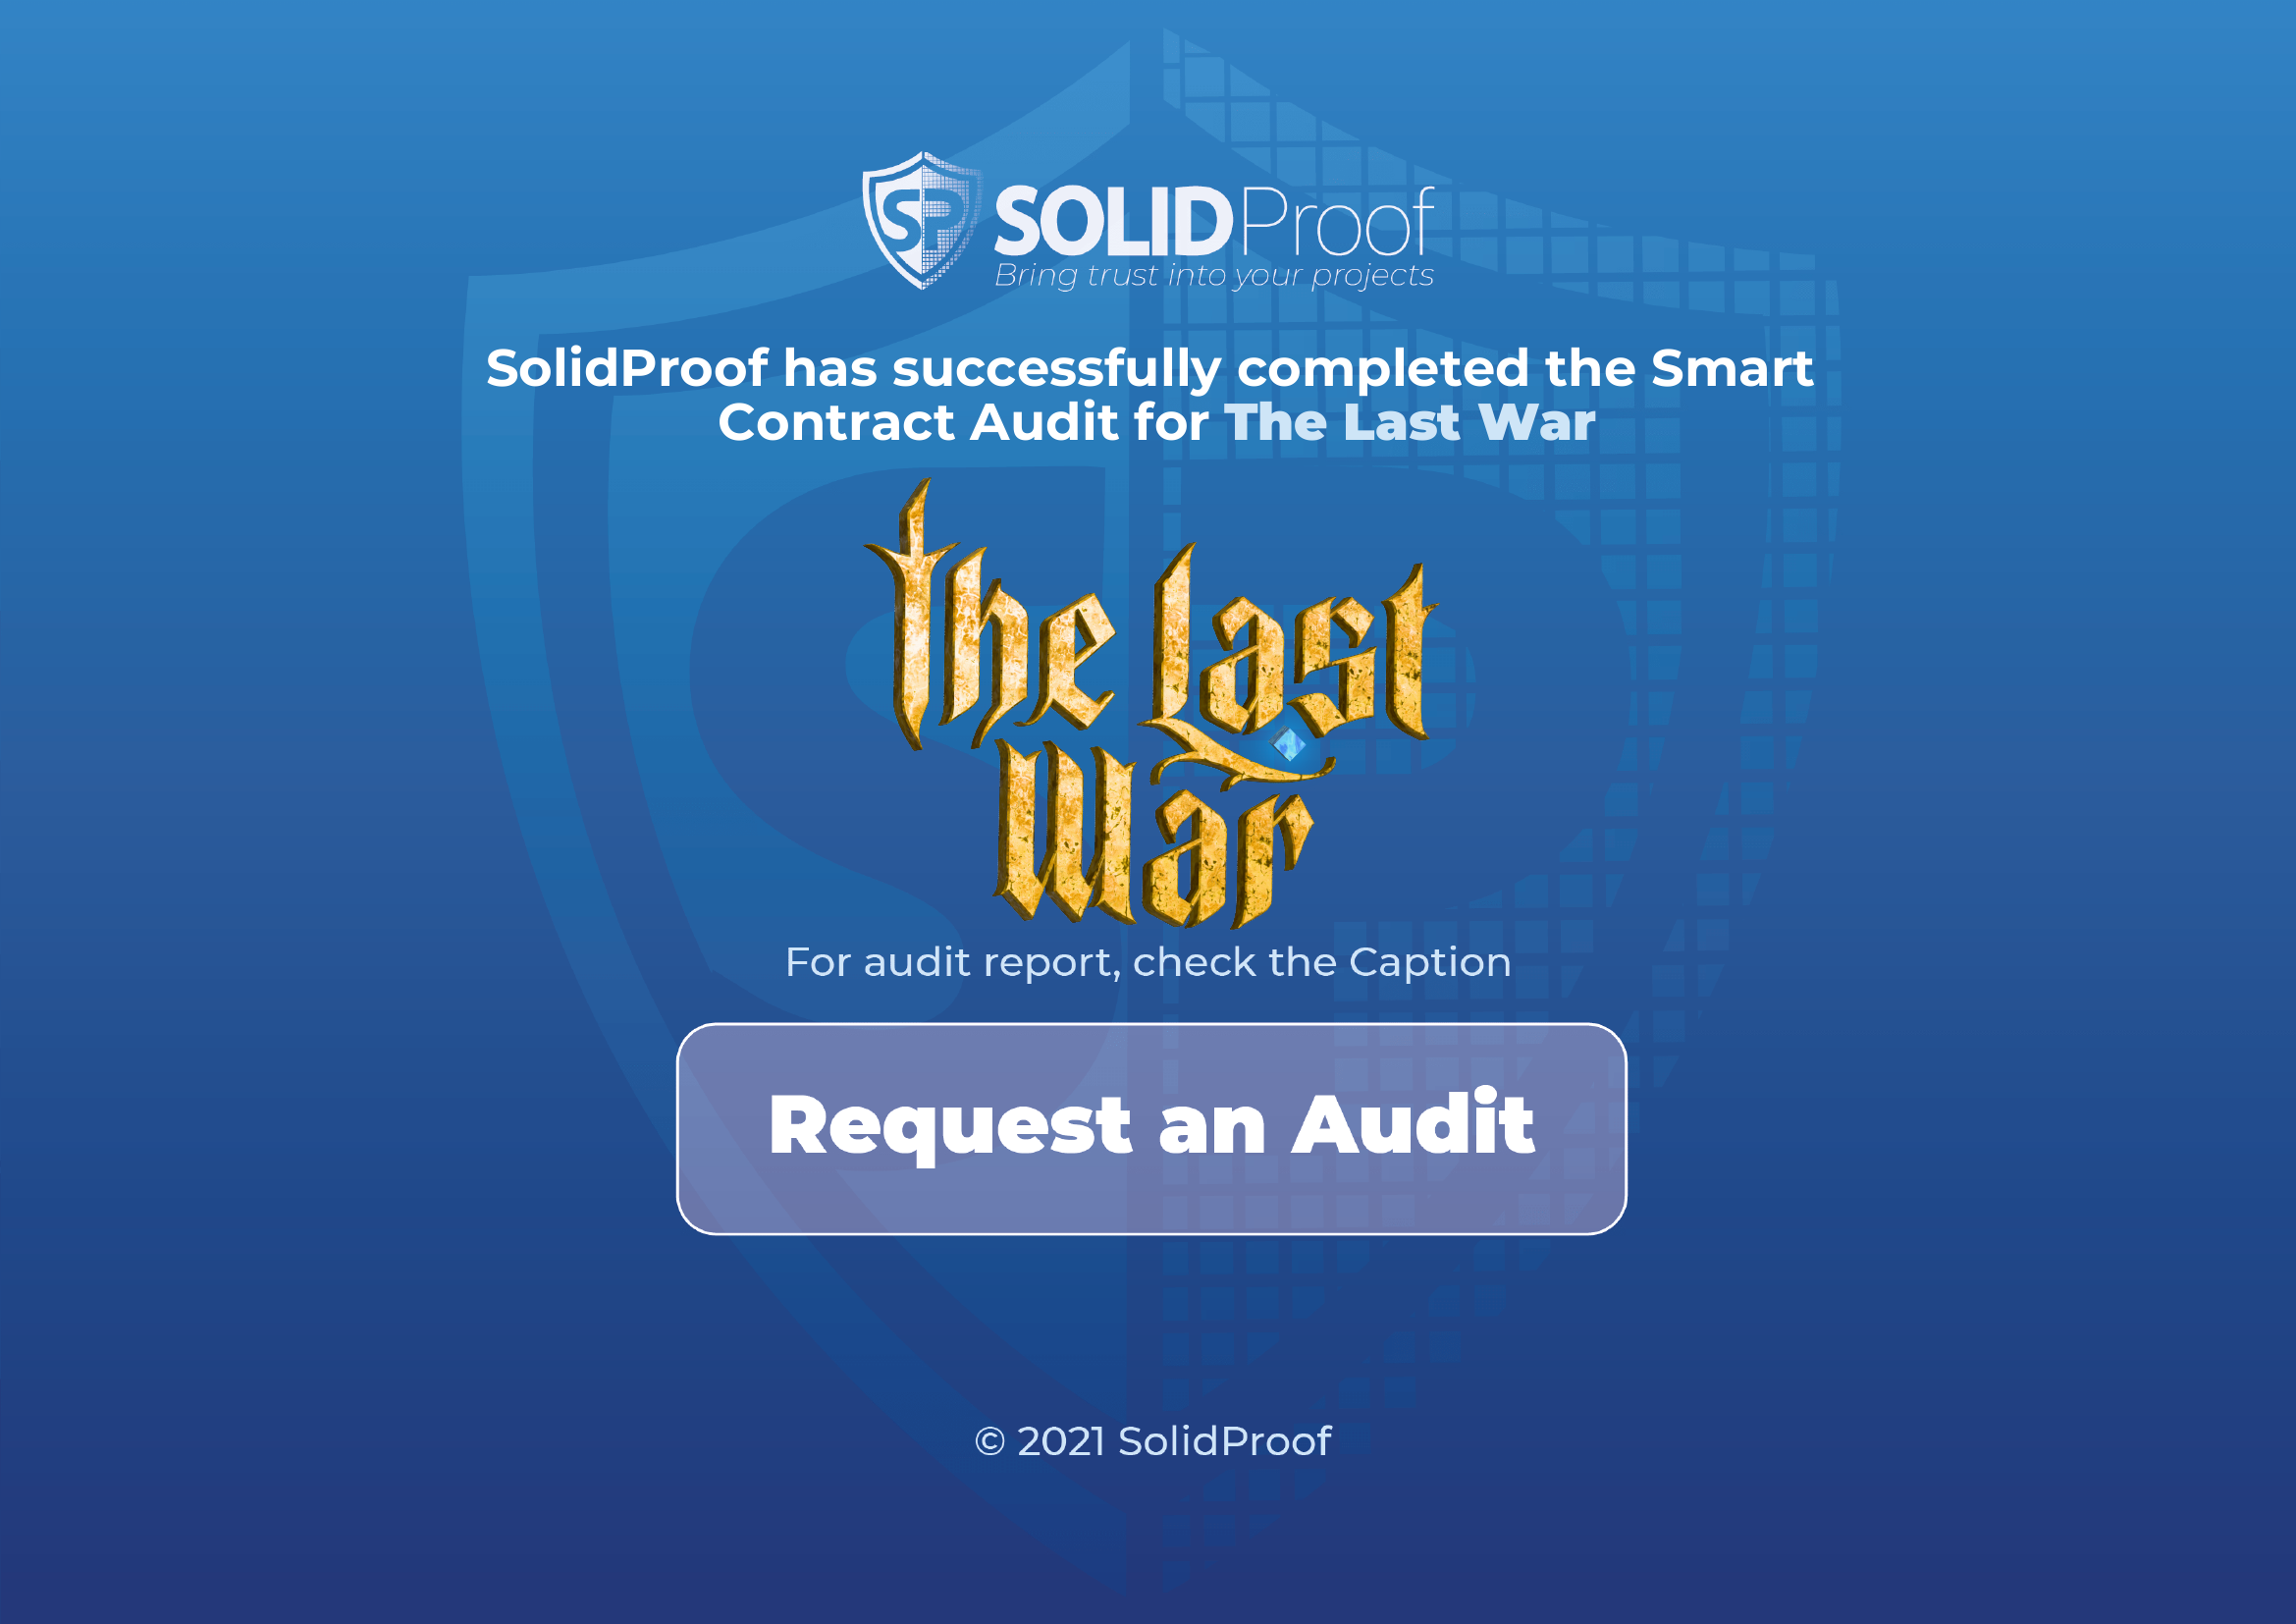 SP
SOLIDProof
Bring trust into your projects
SolidProof has successfully completed the Smart
Contract Audit for The Last War
The Last
War
For audit report, check the Caption
Request an Audit
© 2021 SolidProof